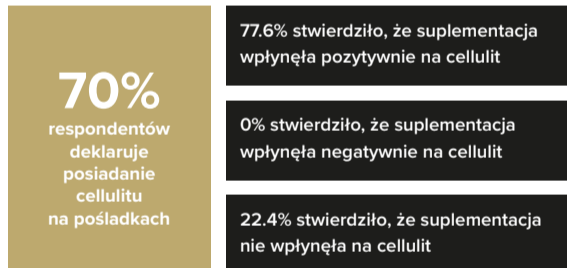 70%
respondentów
deklaruje
posiadanie
cellulitu
na pośladkach
77.6% stwierdziło, że suplementacja
wpłynęła pozytywnie na cellulit
0% stwierdziło, że suplementacja
wpłynęła negatywnie na cellulit
22.4% stwierdziło, że suplementacja
nie wpłynęła na cellulit